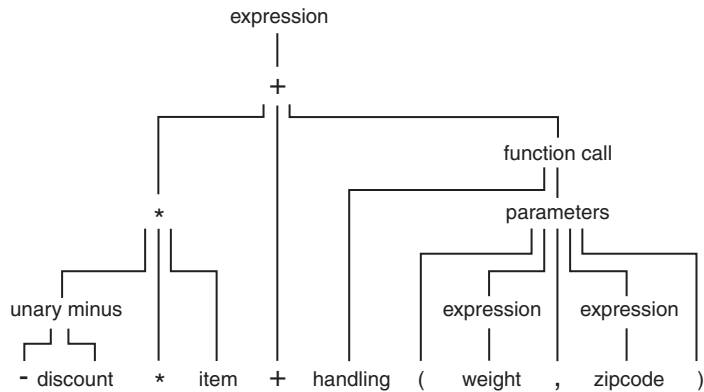 expression
+
function call
* parameters
unary minus expression expression
- discount * item + handling ( weight , zipcode )